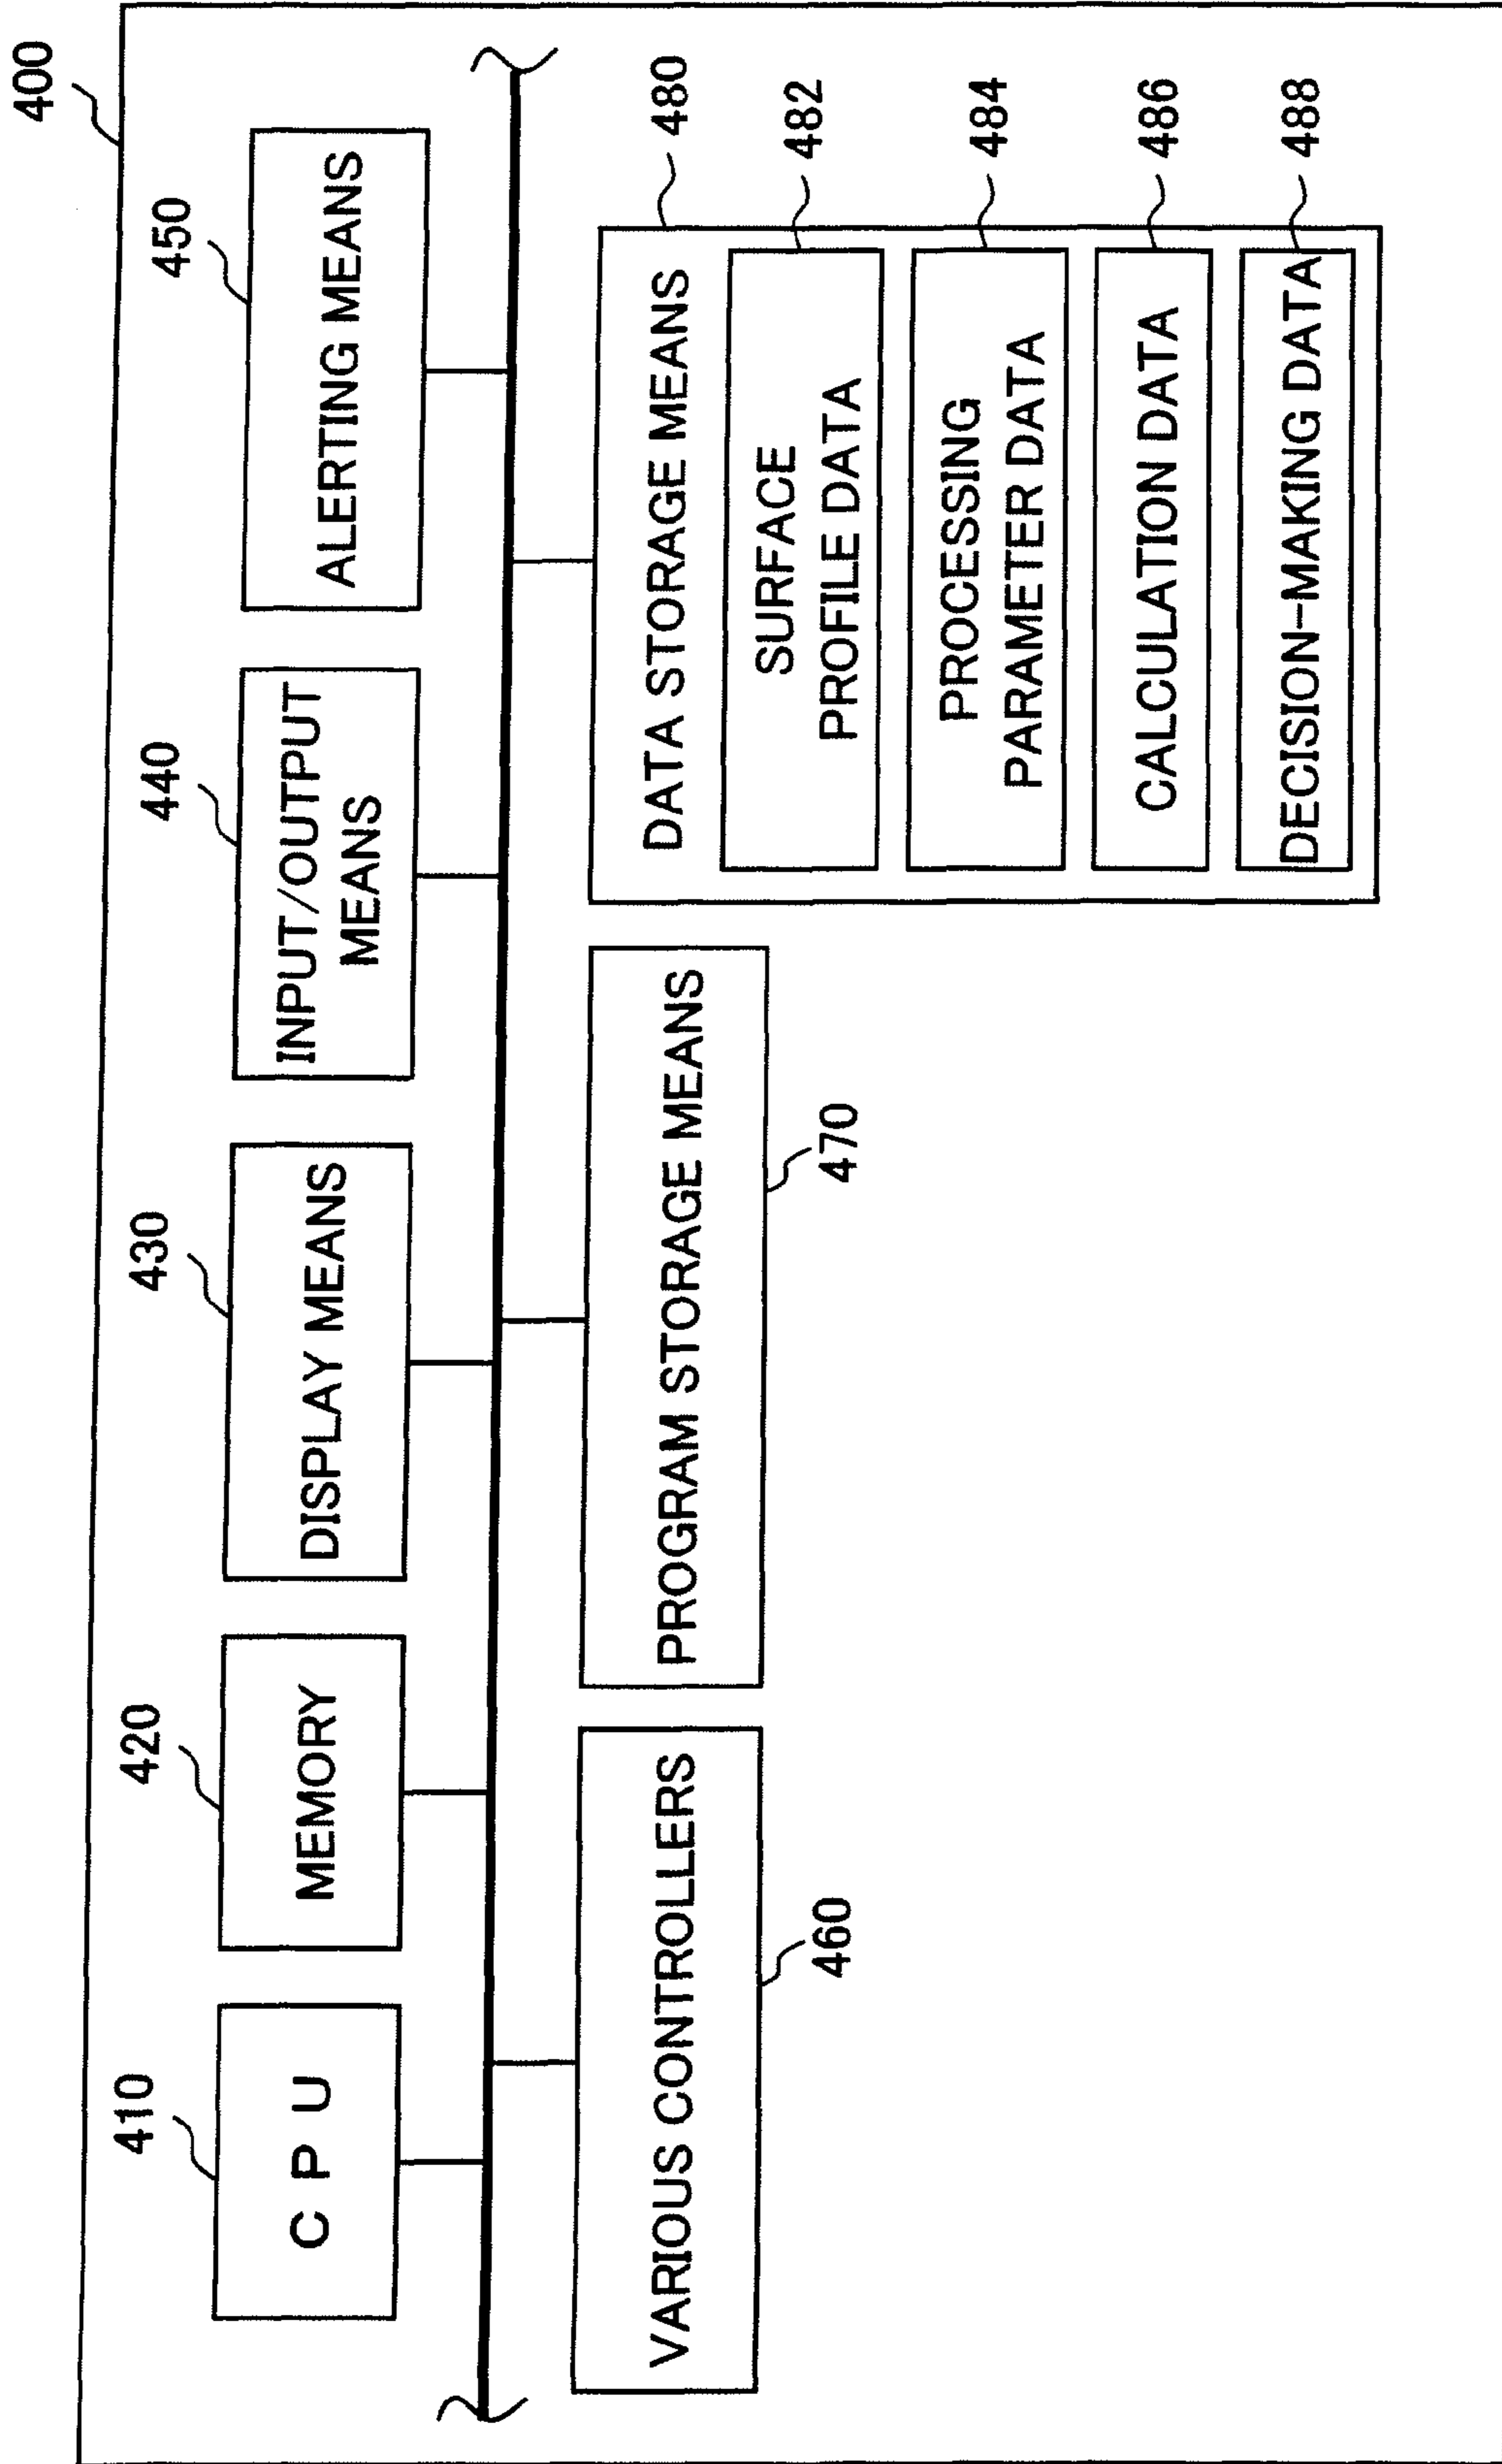 400
410
420
430
440
450
C P U
MEMORY
DISPLAY MEANS
INPUT/OUTPUT
MEANS
ALERTING MEANS
VARIOUS CONTROLLERS
460
PROGRAM STORAGE MEANS
470
DATA STORAGE MEANS
480
SURFACE
PROFILE DATA
482
PROCESSING
PARAMETER DATA
484
CALCULATION DATA
486
DECISION-MAKING DATA
488